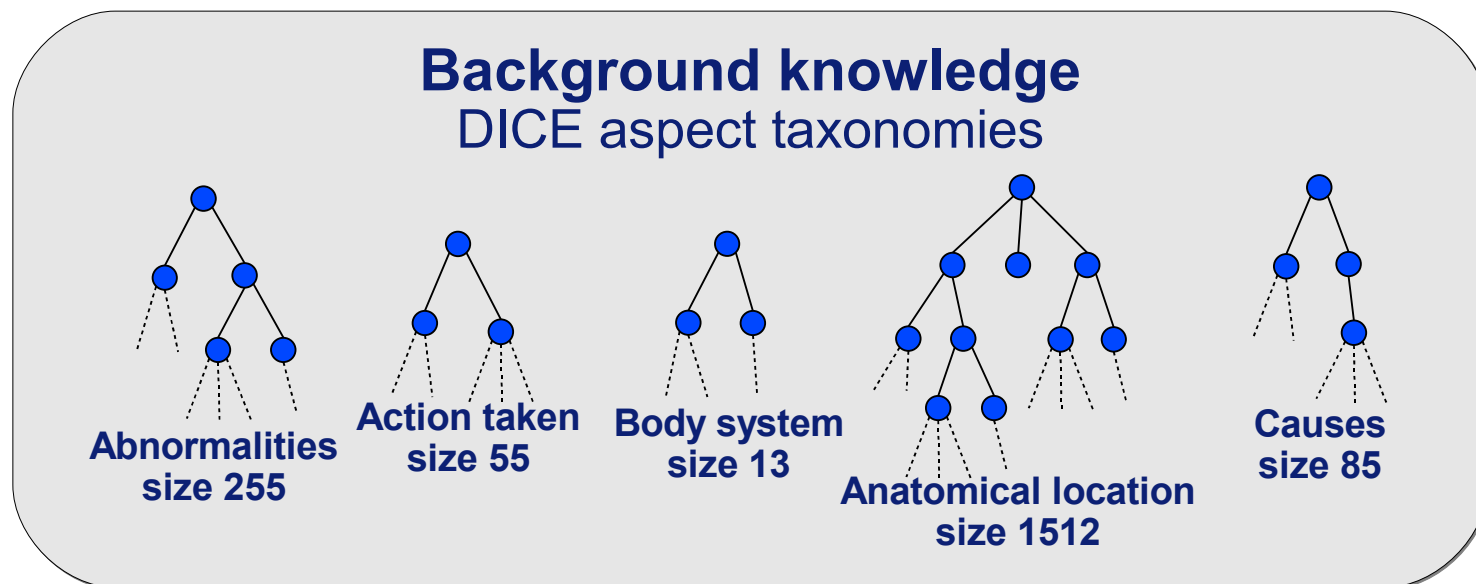 Background knowledge
DICE aspect taxonomies
Abnormalities
size 255
Action taken
size 55
Body system
size 13
Anatomical location
size 1512
Causes
size 85